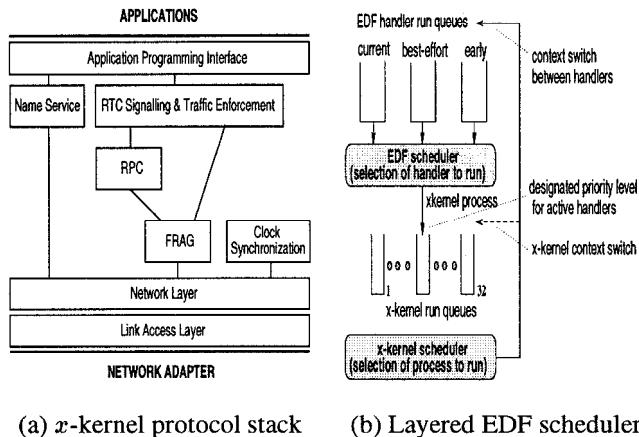 APPLICATIONS
Application Programming Interface
Name Service
RTC Signalling & Traffic Enforcement
RPC
FRAG
Clock
Synchronization
Network Layer
Link Access Layer
NETWORK ADAPTER
(a) x-kernel protocol stack
EDF handler run queues
current best-effort early
context switch
between handlers
EDF scheduler
(selection of handler to run)
xkernel process
designated priority level
for active handlers
x-kernel context switch
1 32
x-kernel run queues
x-kernel scheduler
(selection of process to run)
(b) Layered EDF scheduler